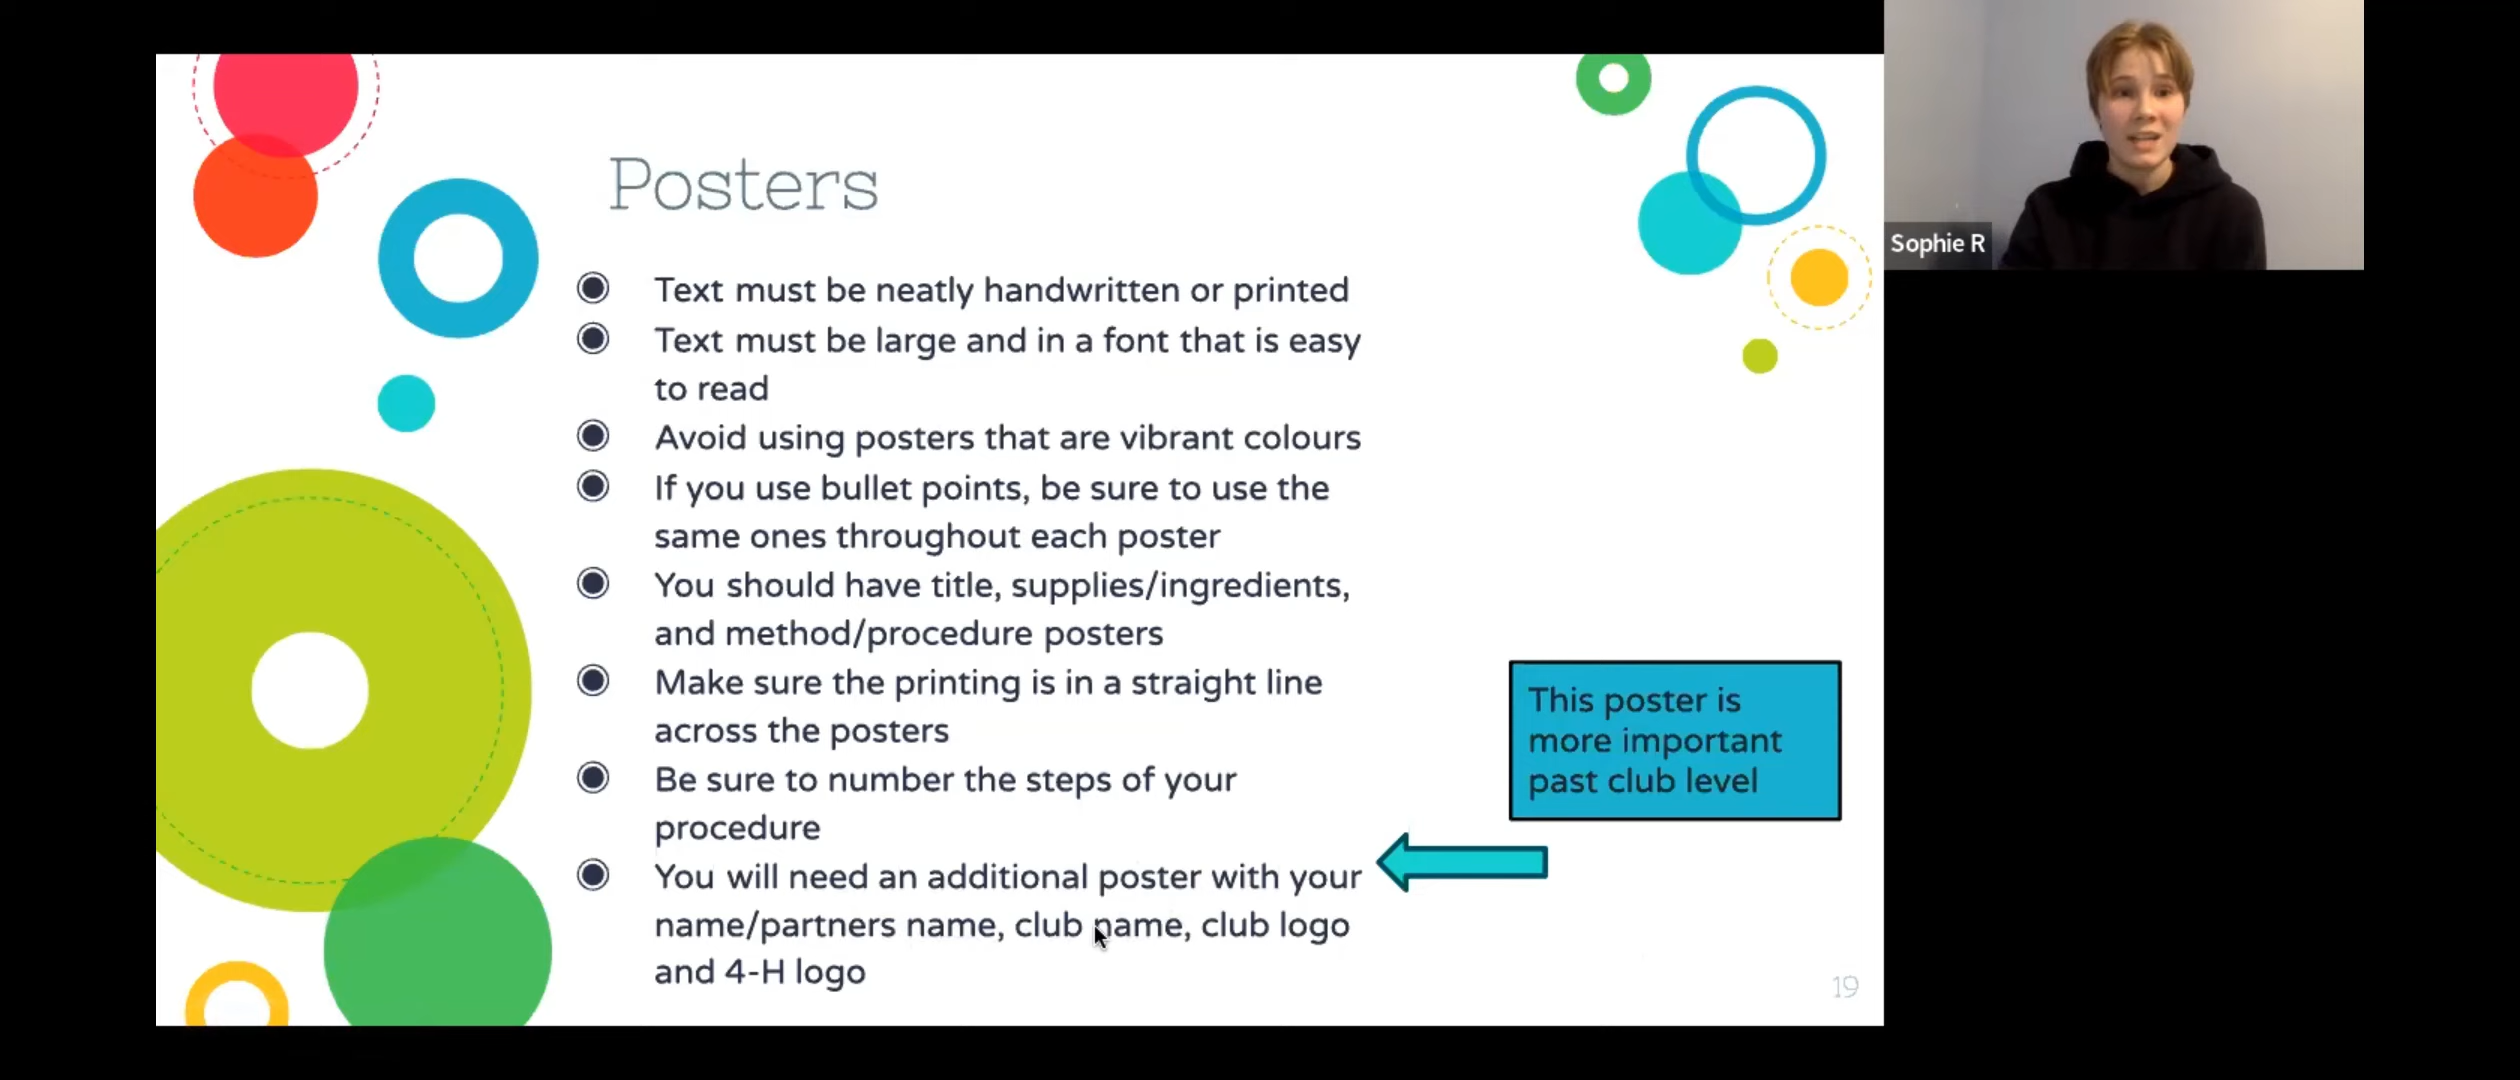 Posters
Text must be neatly handwritten or printed
Text must be large and in a font that is easy
to read
Avoid using posters that are vibrant colours
If you use bullet points, be sure to use the
same ones throughout each poster
You should have title, supplies/ingredients,
and method/procedure posters
Make sure the printing is in a straight line
across the posters
Be sure to number the steps of your
procedure
You will need an additional poster with your
name/partners name, club name, club logo
and 4-H logo
This poster is
more important
past club level
19
Sophie R